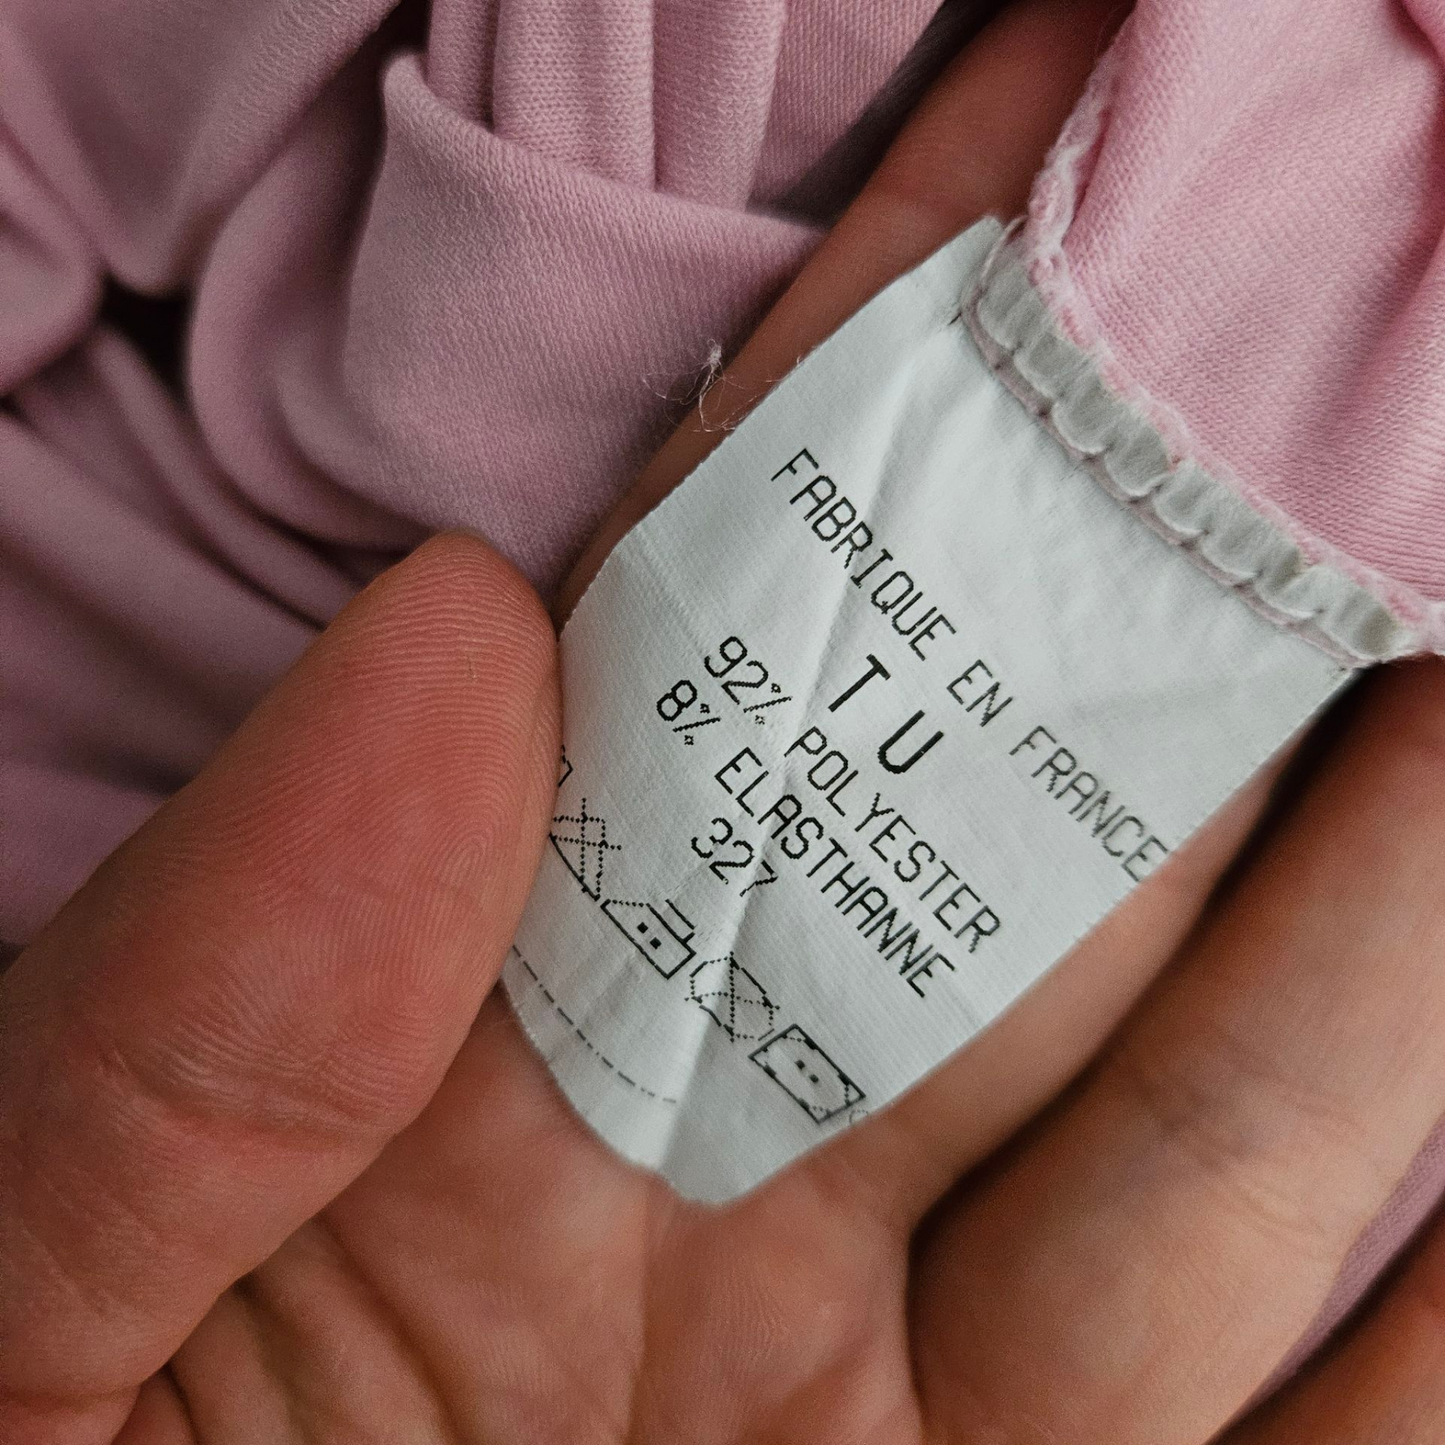 FABRIQUE EN FRANCE
T U
92% POLYESTER
8% ELASTHANNE
327